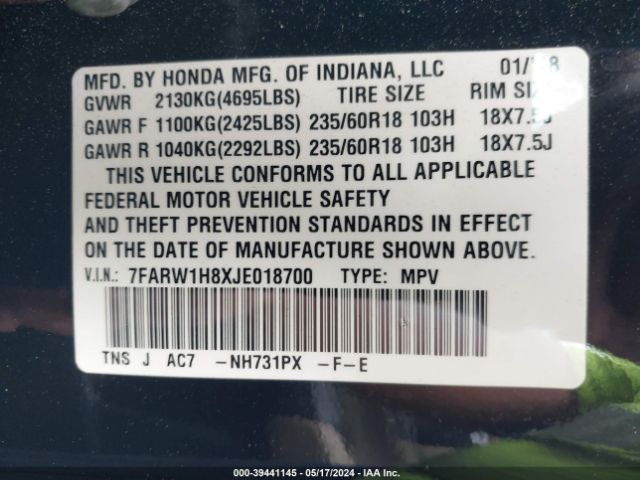 MFD. BY HONDA MFG. OF INDIANA, LLC
GVWR 2130KG(4695LBS) TIRE SIZE RIM
GAWR F 1100KG(2425LBS) 235/60R18 103H 18X7.5J
GAWR R 1040KG(2292LBS) 235/60R18 103H 18X7.5J
THIS VEHICLE CONFORMS TO ALL APPLICABLE
FEDERAL MOTOR VEHICLE SAFETY
AND THEFT PREVENTION STANDARDS IN EFFECT
ON THE DATE OF MANUFACTURE SHOWN ABOVE.
V.I.N.: 7FARW1H8XJE018700 TYPE: MPV
TNS J AC7 -NH731PX -F-E
000-39441145 - 05/17/2024 - IAA Inc.